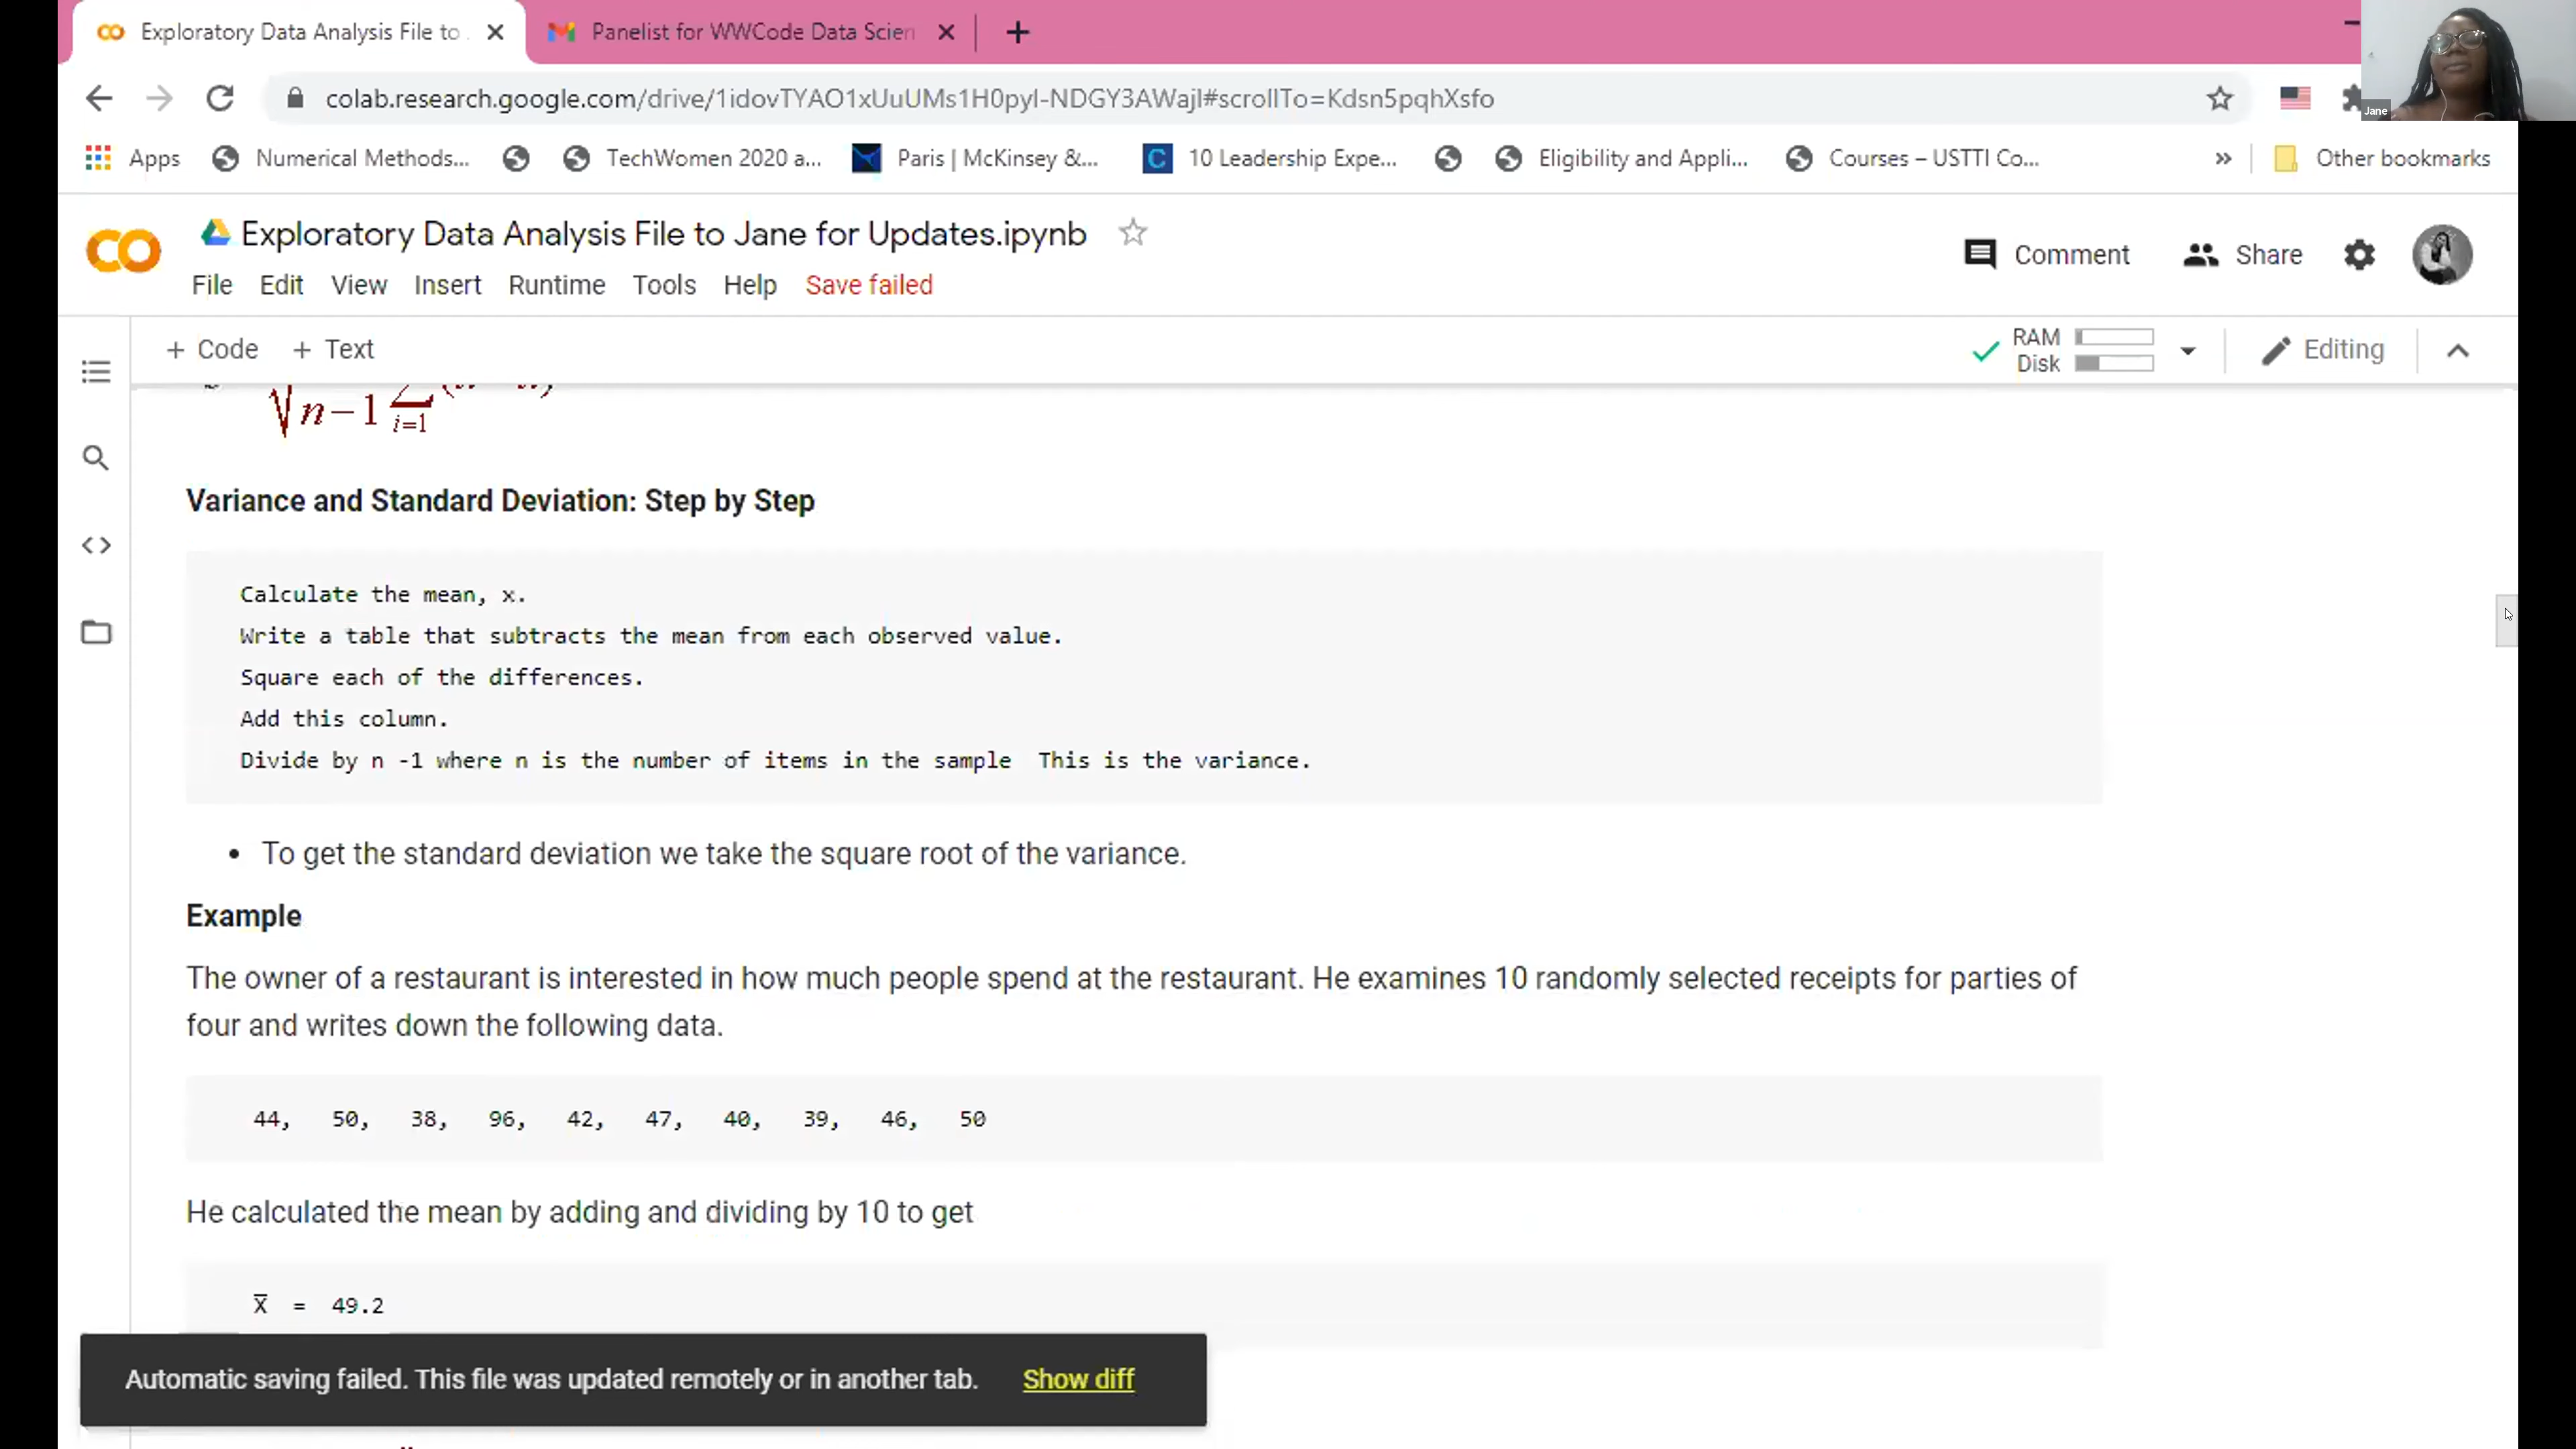 Exploratory Data Analysis File to
Panelist for WWCode Data Scien
colab.research.google.com/drive/1idovTYAO1xUuUMs1H0pyI-NDGY3AWajI#scrollTo=Kdsn5pqhXsfo
Jane
Apps
Numerical Methods...
TechWomen 2020 a...
Paris | McKinsey &...
10 Leadership Expe...
Eligibility and Appli...
Courses – USTTI Co...
Other bookmarks
Exploratory Data Analysis File to Jane for Updates.ipynb
Comment
Share
File Edit View Insert Runtime Tools Help Save failed
+ Code + Text
RAM
Disk
Editing
n−1 i=1
Variance and Standard Deviation: Step by Step
Calculate the mean, x.
Write a table that subtracts the mean from each observed value.
Square each of the differences.
Add this column.
Divide by n -1 where n is the number of items in the sample This is the variance.
• To get the standard deviation we take the square root of the variance.
Example
The owner of a restaurant is interested in how much people spend at the restaurant. He examines 10 randomly selected receipts for parties of
four and writes down the following data.
44, 50, 38, 96, 42, 47, 40, 39, 46, 50
He calculated the mean by adding and dividing by 10 to get
x̅ = 49.2
Automatic saving failed. This file was updated remotely or in another tab. Show diff